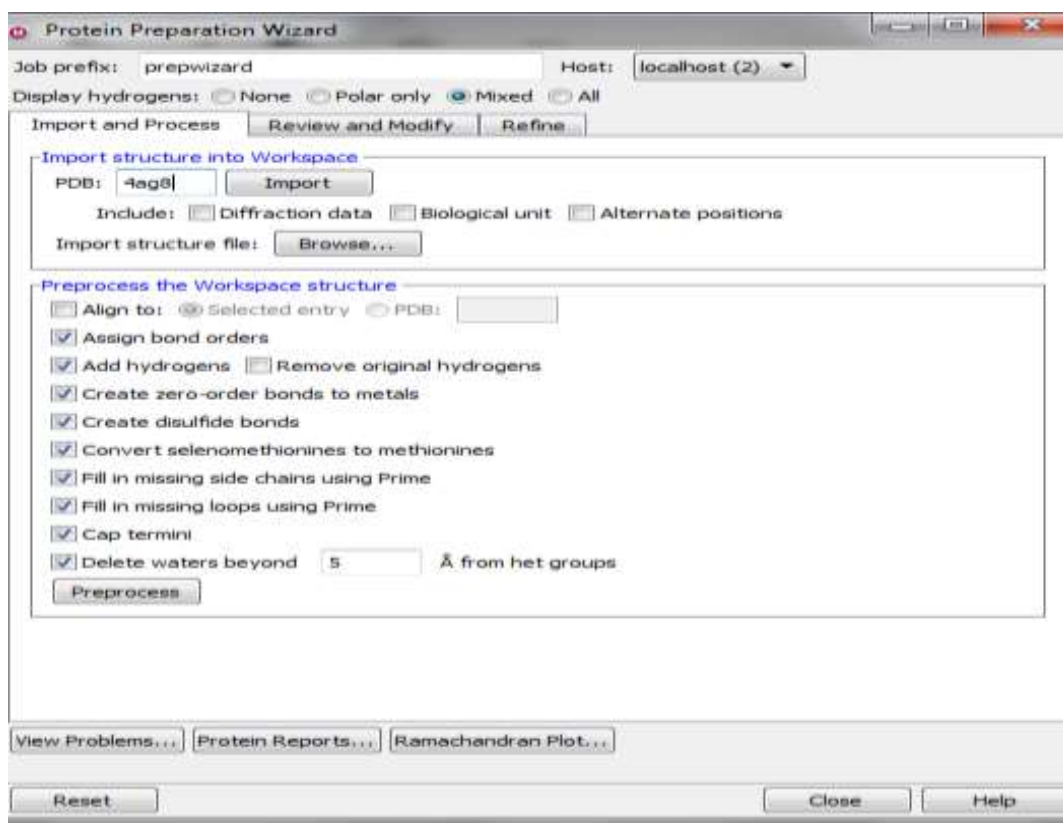 Protein Preparation Wizard
Job prefix: prepwizard Host: localhost (2)
Display hydrogens: None Polar only Mixed All
Import and Process Review and Modify Refine
Import structure into Workspace
PDB: 4ag8 Import
Include: Diffraction data Biological unit Alternate positions
Import structure file: Browse...
Preprocess the Workspace structure
Align to: Selected entry PDB:
Assign bond orders
Add hydrogens Remove original hydrogens
Create zero-order bonds to metals
Create disulfide bonds
Convert selenomethionines to methionines
Fill in missing side chains using Prime
Fill in missing loops using Prime
Cap termini
Delete waters beyond 5 Å from het groups
Preprocess
View Problems... Protein Reports... Ramachandran Plot...
Reset Close Help